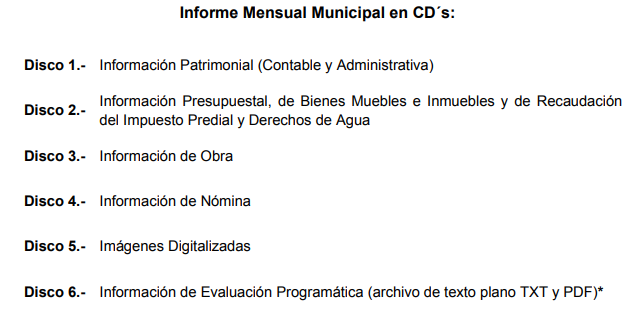 Informe Mensual Municipal en CD´s:
Disco 1.- Información Patrimonial (Contable y Administrativa)
Disco 2.- Información Presupuestal, de Bienes Muebles e Inmuebles y de Recaudación
del Impuesto Predial y Derechos de Agua
Disco 3.- Información de Obra
Disco 4.- Información de Nómina
Disco 5.- Imágenes Digitalizadas
Disco 6.- Información de Evaluación Programática (archivo de texto plano TXT y PDF)*